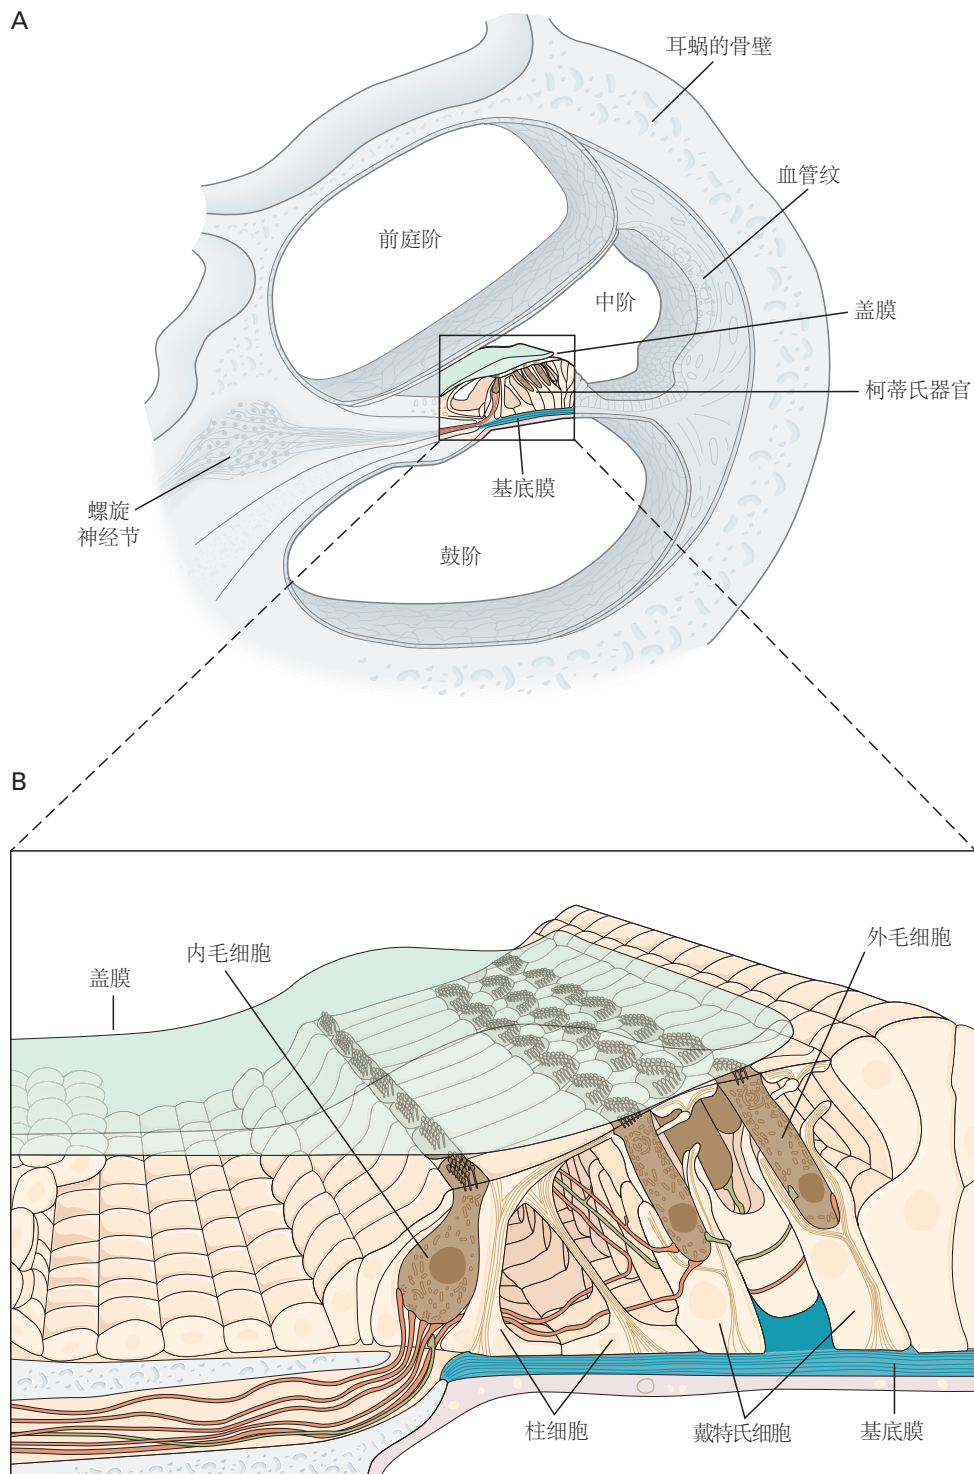 A
耳蜗的骨壁
血管纹
前庭阶
中阶
盖膜
柯蒂氏器官
基底膜
螺旋
神经节
鼓阶
B
外毛细胞
内毛细胞
盖膜
柱细胞
戴特氏细胞
基底膜